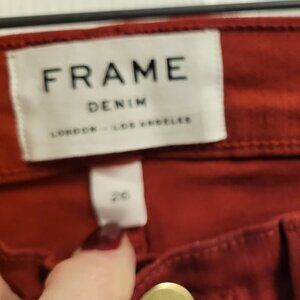 FRAME
DENIM
LONDON - LOS ANGELES
26